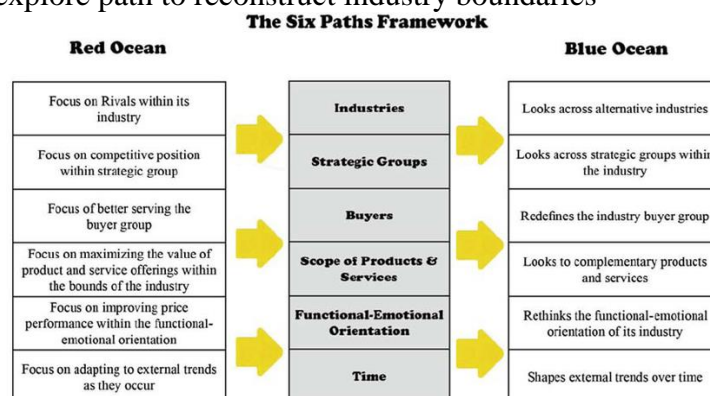 explore path to reconstruct industry boundaries
The Six Paths Framework
Red Ocean
Blue Ocean
Focus on Rivals within its
industry
Industries
Looks across alternative industries
Focus on competitive position
within strategic group
Strategic Groups
Looks across strategic groups within
the industry
Focus of better serving the
buyer group
Buyers
Redefines the industry buyer group
Focus on maximizing the value of
product and service offerings within
the bounds of the industry
Scope of Products &
Services
Looks to complementary products
and services
Focus on improving price
performance within the functional-
emotional orientation
Functional-Emotional
Orientation
Rethinks the functional-emotional
orientation of its industry
Focus on adapting to external trends
as they occur
Time
Shapes external trends over time